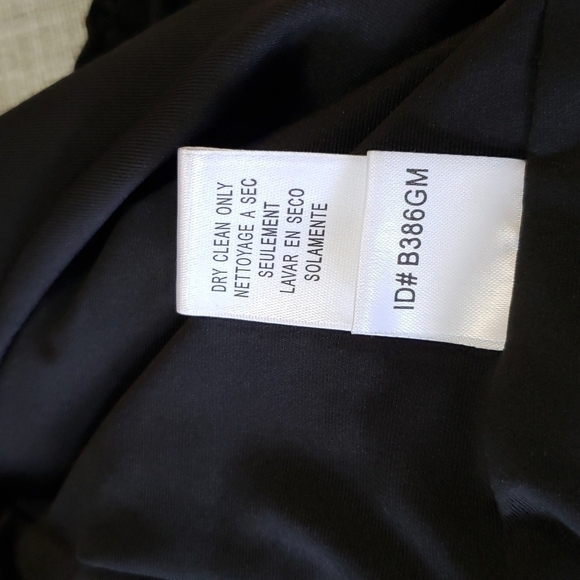 DRY CLEAN ONLY
NETTOYAGE A SEC
SEULEMENT
LAVAR EN SECO
SOLAMENTE
ID# B386GM